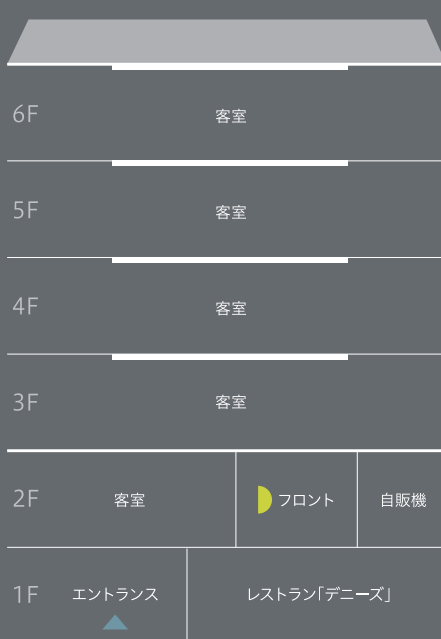 6F 客室
5F 客室
4F 客室
3F 客室
2F 客室 フロント 自販機
1F エントランス レストラン「デニーズ」